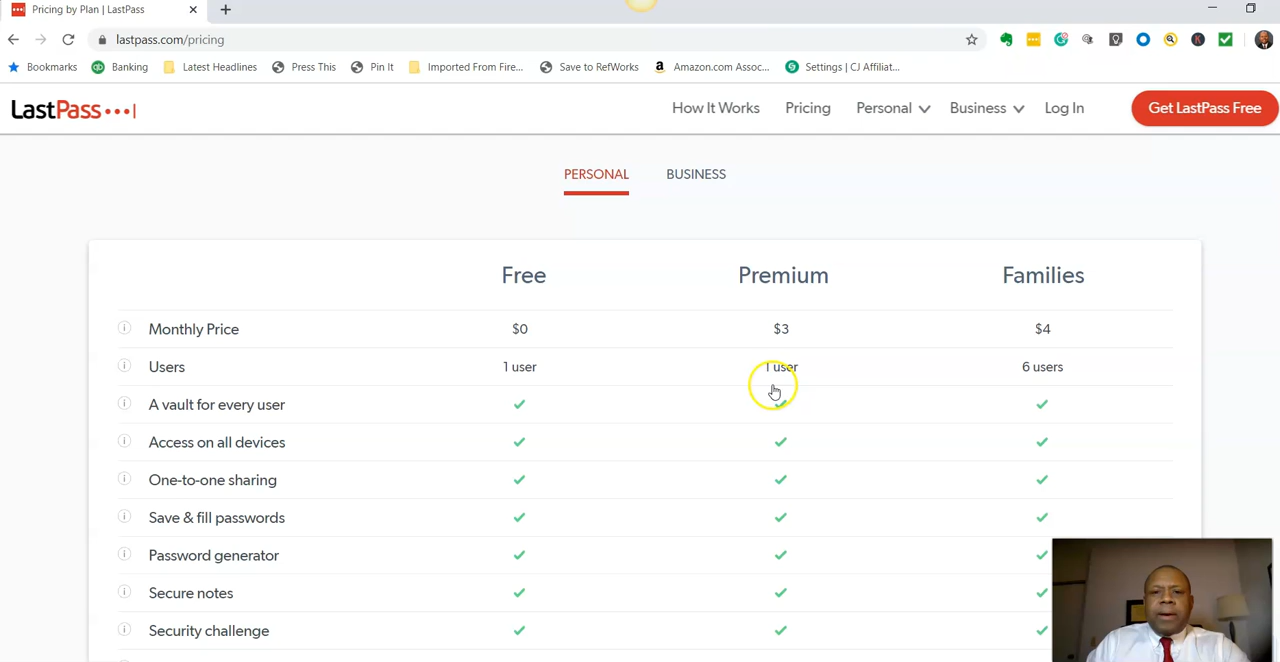 Pricing by Plan | LastPass
lastpass.com/pricing
Bookmarks Banking Latest Headlines Press This Pin It Imported From Fire... Save to RefWorks Amazon.com Assoc... Settings | CJ Affiliat...
LastPass How It Works Pricing Personal Business Log In Get LastPass Free
PERSONAL BUSINESS
Free Premium Families
Monthly Price $0 $3 $4
Users 1 user 1 user 6 users
A vault for every user
Access on all devices
One-to-one sharing
Save & fill passwords
Password generator
Secure notes
Security challenge